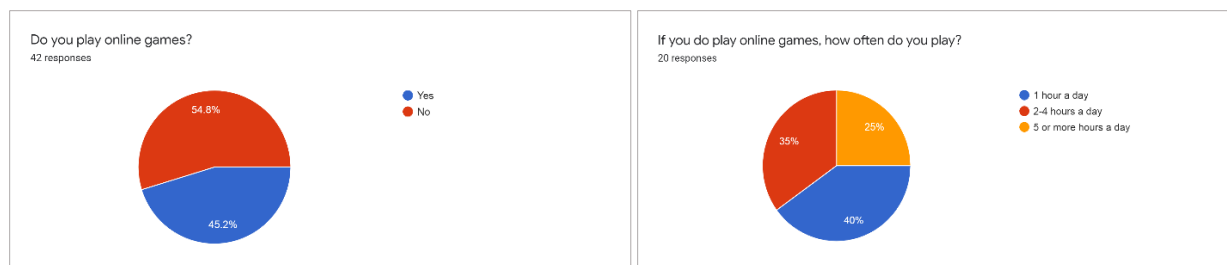 Do you play online games?
42 responses
54.8%
45.2%
Yes
No
If you do play online games, how often do you play?
20 responses
35%
25%
40%
1 hour a day
2-4 hours a day
5 or more hours a day